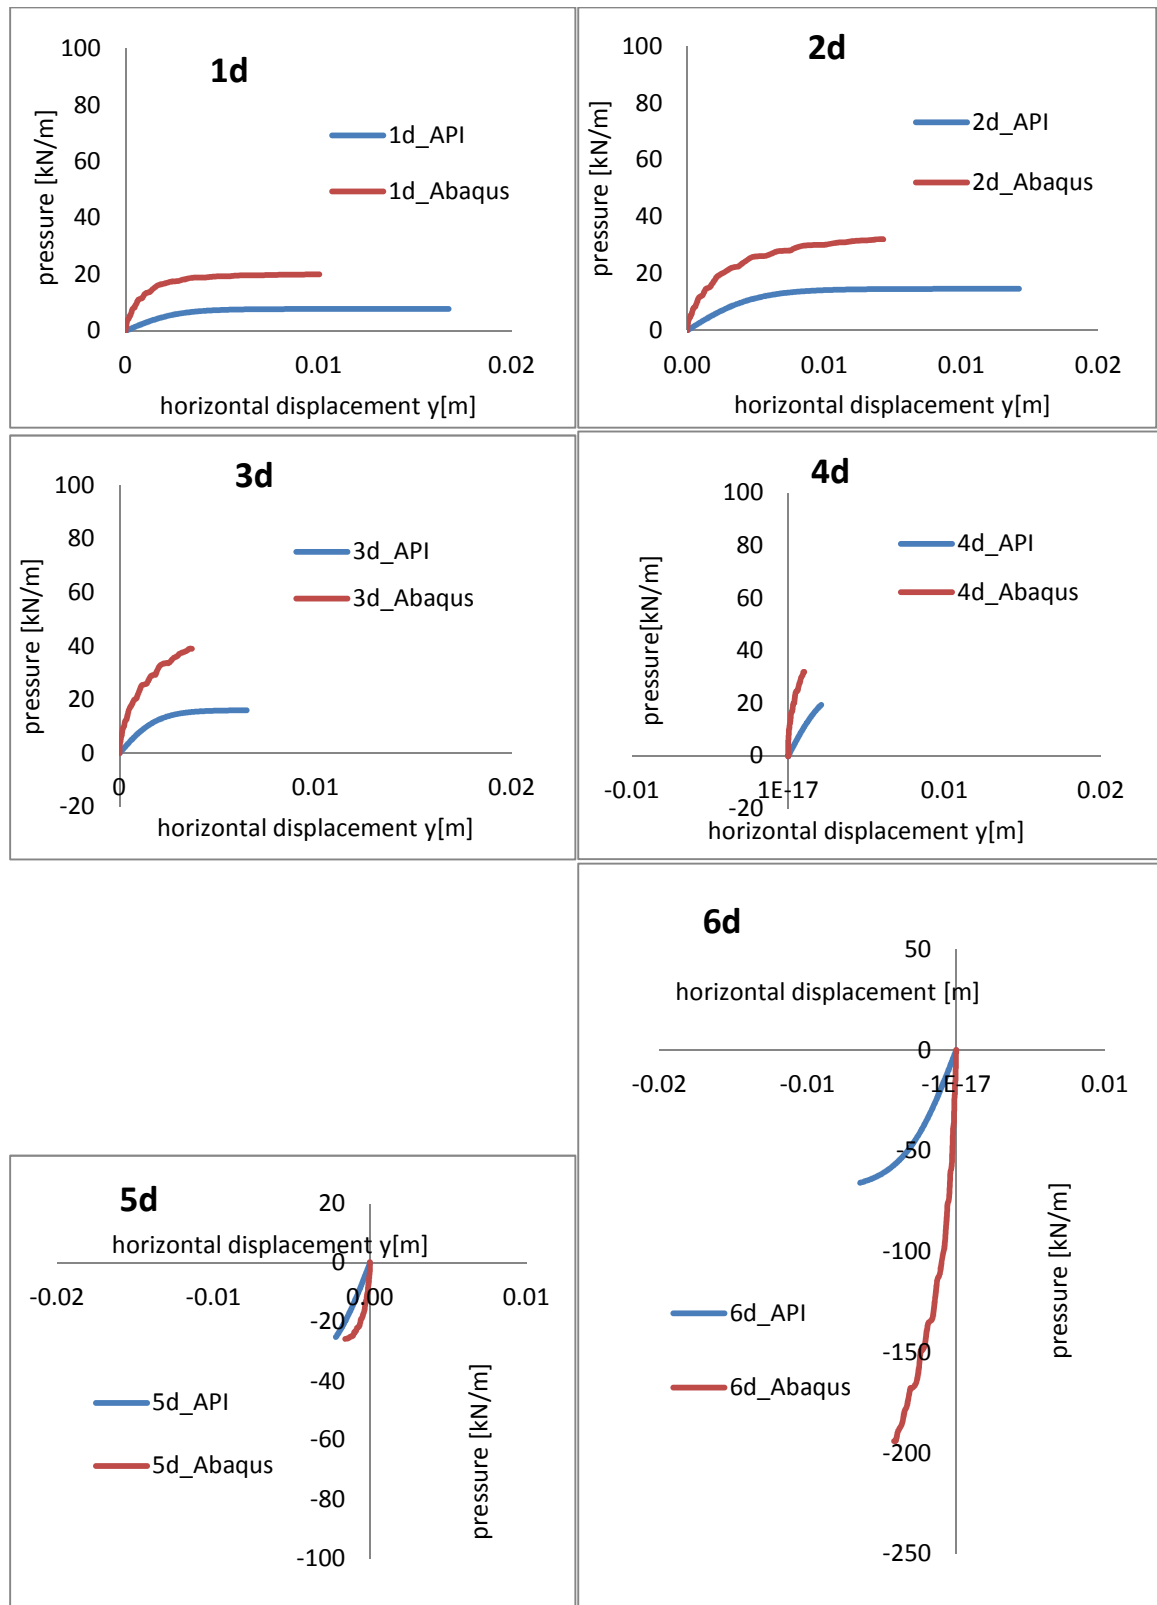 1d
100
80
60
40
20
0
pressure [kN/m]
1d_API
1d_Abaqus
0
0.01
0.02
horizontal displacement y[m]
2d
100
80
60
40
20
0
pressure [kN/m]
2d_API
2d_Abaqus
0.00
0.01
0.01
0.02
horizontal displacement y[m]
3d
100
80
60
40
20
0
-20
pressure [kN/m]
3d_API
3d_Abaqus
0
0.01
0.02
horizontal displacement y[m]
4d
100
80
60
40
20
0
-20
pressure[kN/m]
4d_API
4d_Abaqus
-0.01
1E-17
0.01
0.02
horizontal displacement y[m]
5d
20
horizontal displacement y[m]
0
-0.02
-0.01
0.00
0.01
-20
-40
-60
-80
-100
pressure [kN/m]
5d_API
5d_Abaqus
6d
50
horizontal displacement [m]
0
-0.02
-0.01
-1E-17
0.01
-50
-100
-150
-200
-250
pressure [kN/m]
6d_API
6d_Abaqus